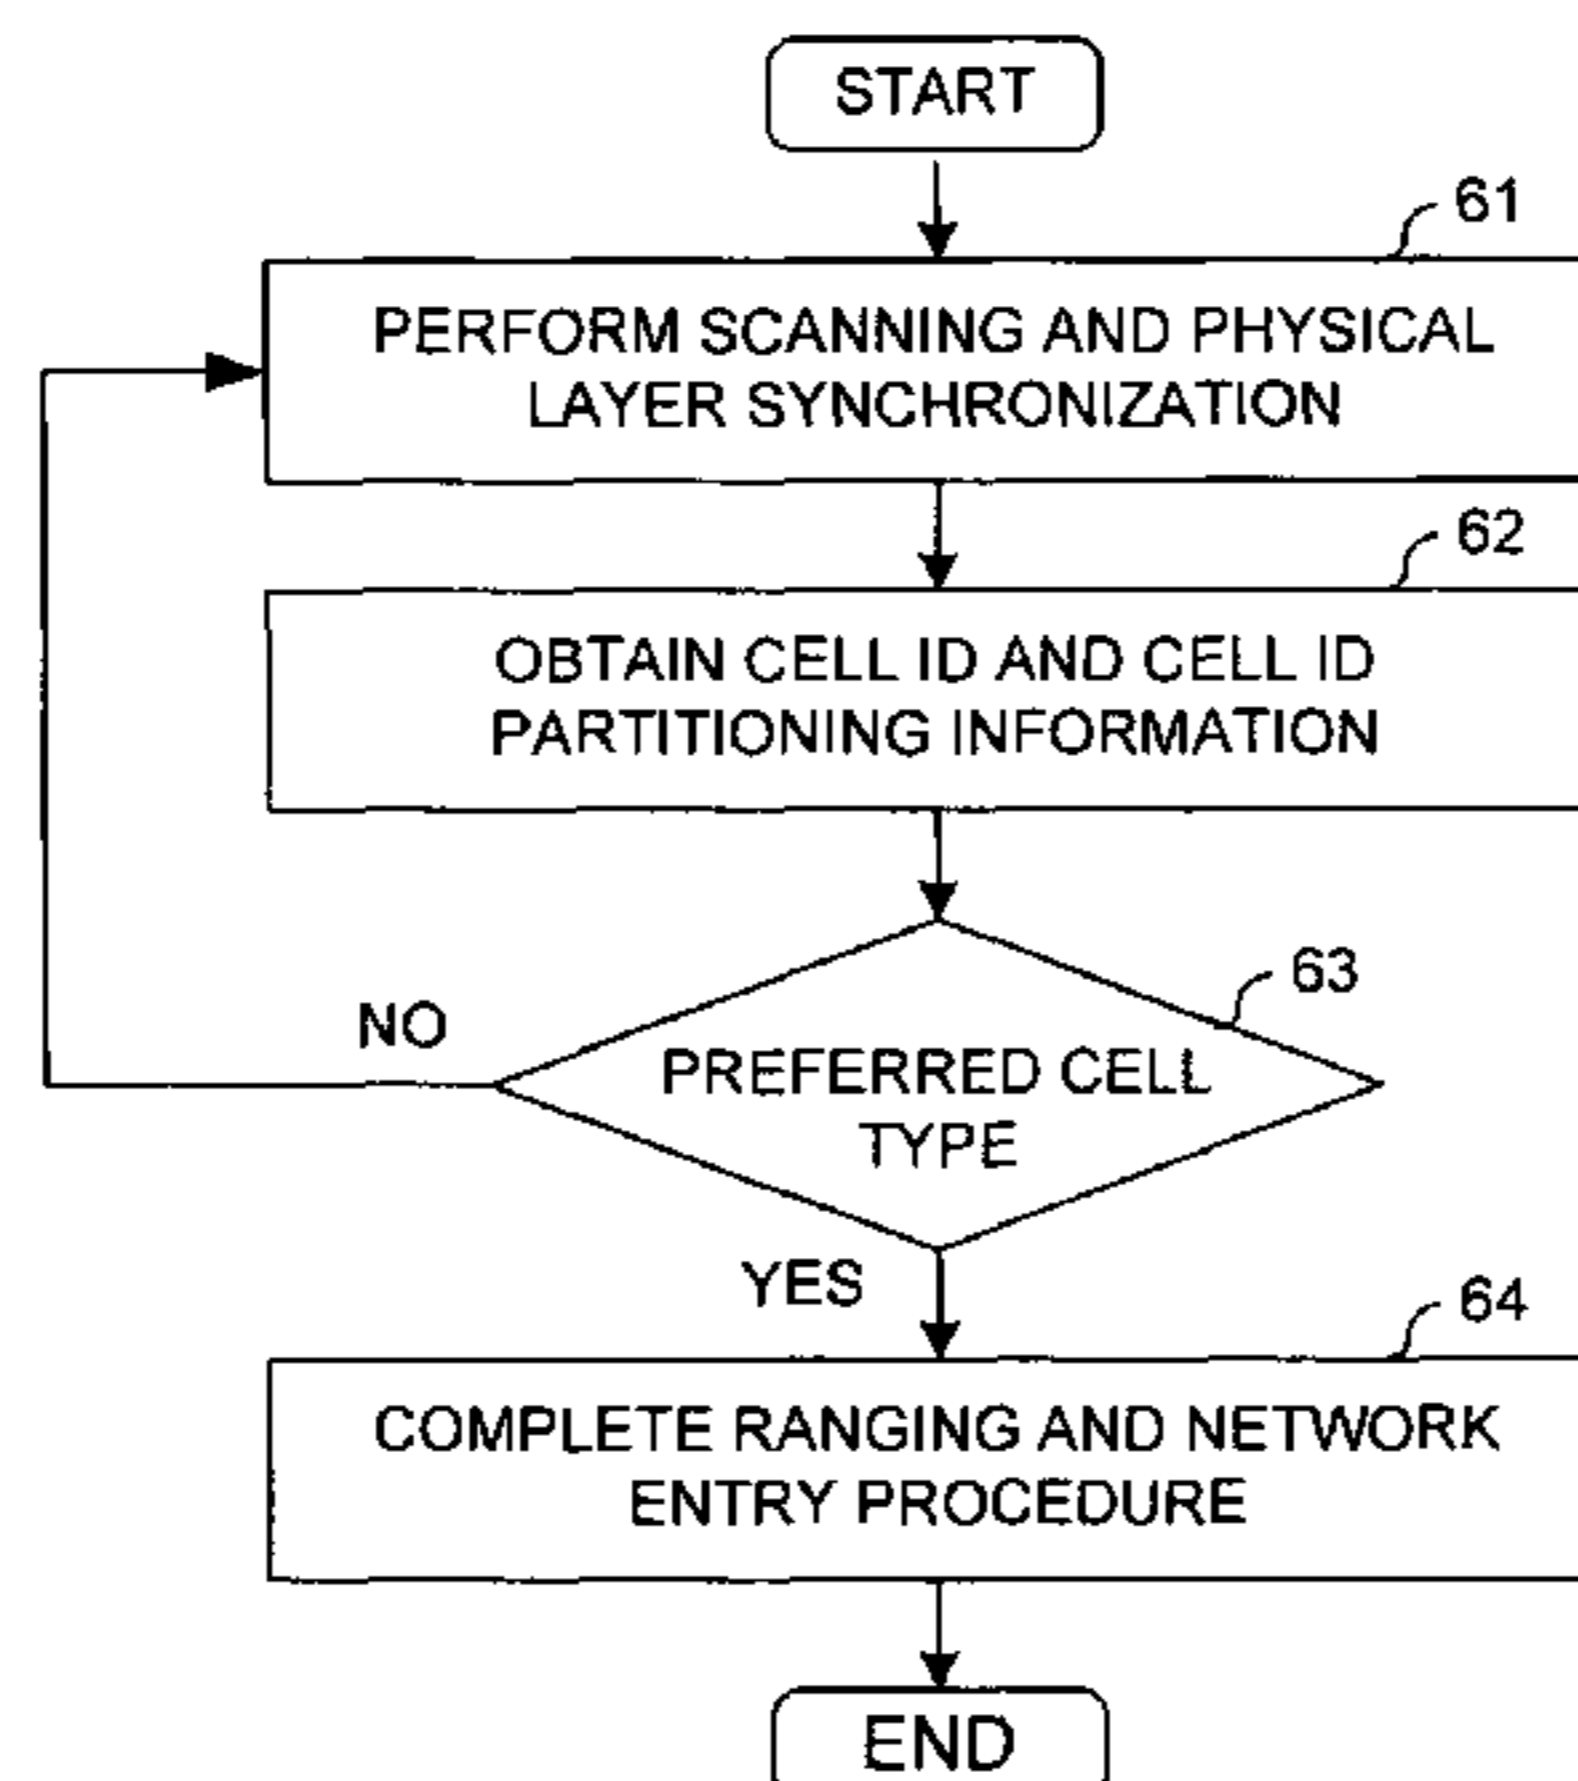 START
61
PERFORM SCANNING AND PHYSICAL
LAYER SYNCHRONIZATION
62
OBTAIN CELL ID AND CELL ID
PARTITIONING INFORMATION
63
NO
PREFERRED CELL
TYPE
YES
64
COMPLETE RANGING AND NETWORK
ENTRY PROCEDURE
END